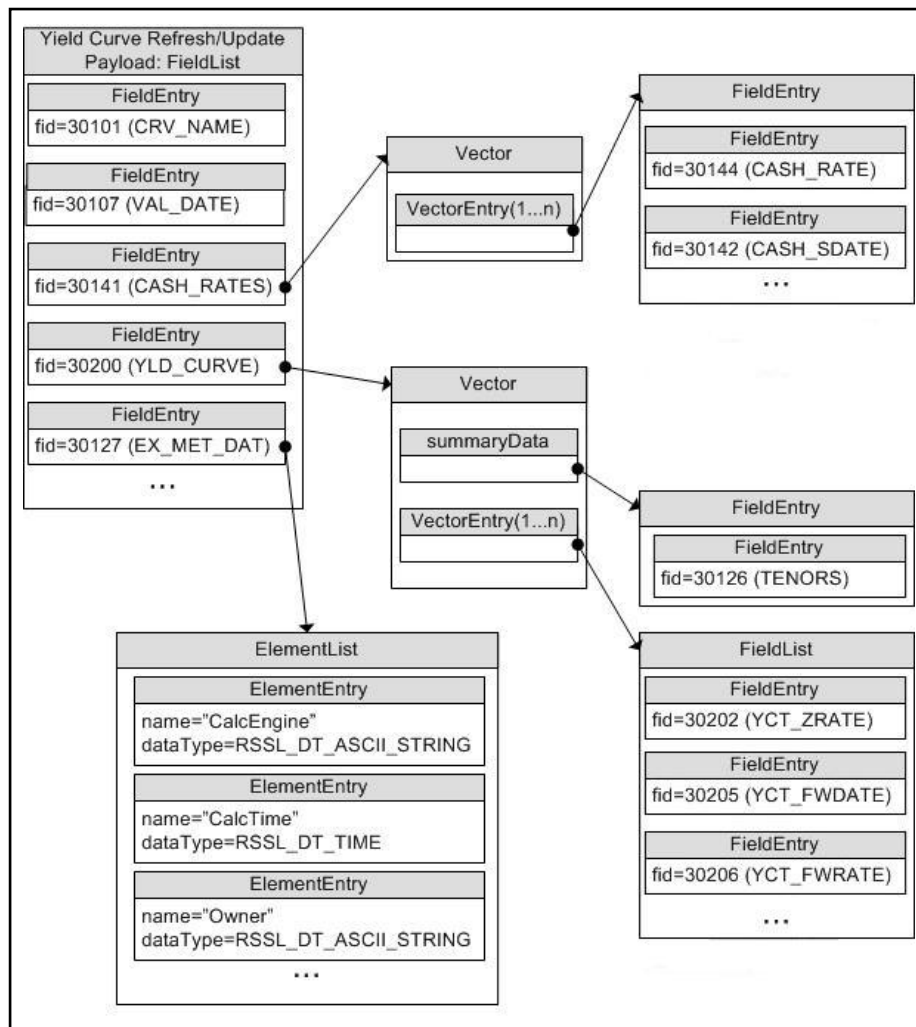 Yield Curve Refresh/Update
Payload: FieldList
FieldEntry
fid=30101 (CRV_NAME)
FieldEntry
fid=30107 (VAL_DATE)
FieldEntry
fid=30141 (CASH_RATES)
FieldEntry
fid=30200 (YLD_CURVE)
FieldEntry
fid=30127 (EX_MET_DAT)
...
Vector
VectorEntry(1...n)
FieldEntry
FieldEntry
fid=30144 (CASH_RATE)
FieldEntry
fid=30142 (CASH_SDATE)
...
Vector
summaryData
VectorEntry(1...n)
FieldEntry
FieldEntry
fid=30126 (TENORS)
FieldList
FieldEntry
fid=30202 (YCT_ZRATE)
FieldEntry
fid=30205 (YCT_FWDATE)
FieldEntry
fid=30206 (YCT_FWRATE)
...
ElementList
ElementEntry
name="CalcEngine"
dataType=RSSL_DT_ASCII_STRING
ElementEntry
name="CalcTime"
dataType=RSSL_DT_TIME
ElementEntry
name="Owner"
dataType=RSSL_DT_ASCII_STRING
...